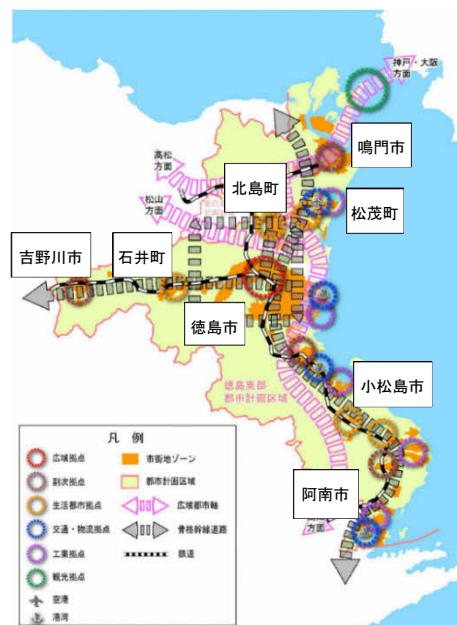 神戸・大阪
方面
鳴門市
高松
方面
北島町
松山
方面
松茂町
吉野川市
石井町
徳島市
小松島市
徳島東部
都市計画区域
阿南市
方面
凡 例
広域拠点
副次拠点
生活都市拠点
交通・物流拠点
工業拠点
観光拠点
空港
港湾
市街地ゾーン
都市計画区域
広域都市軸
骨格幹線道路
鉄道